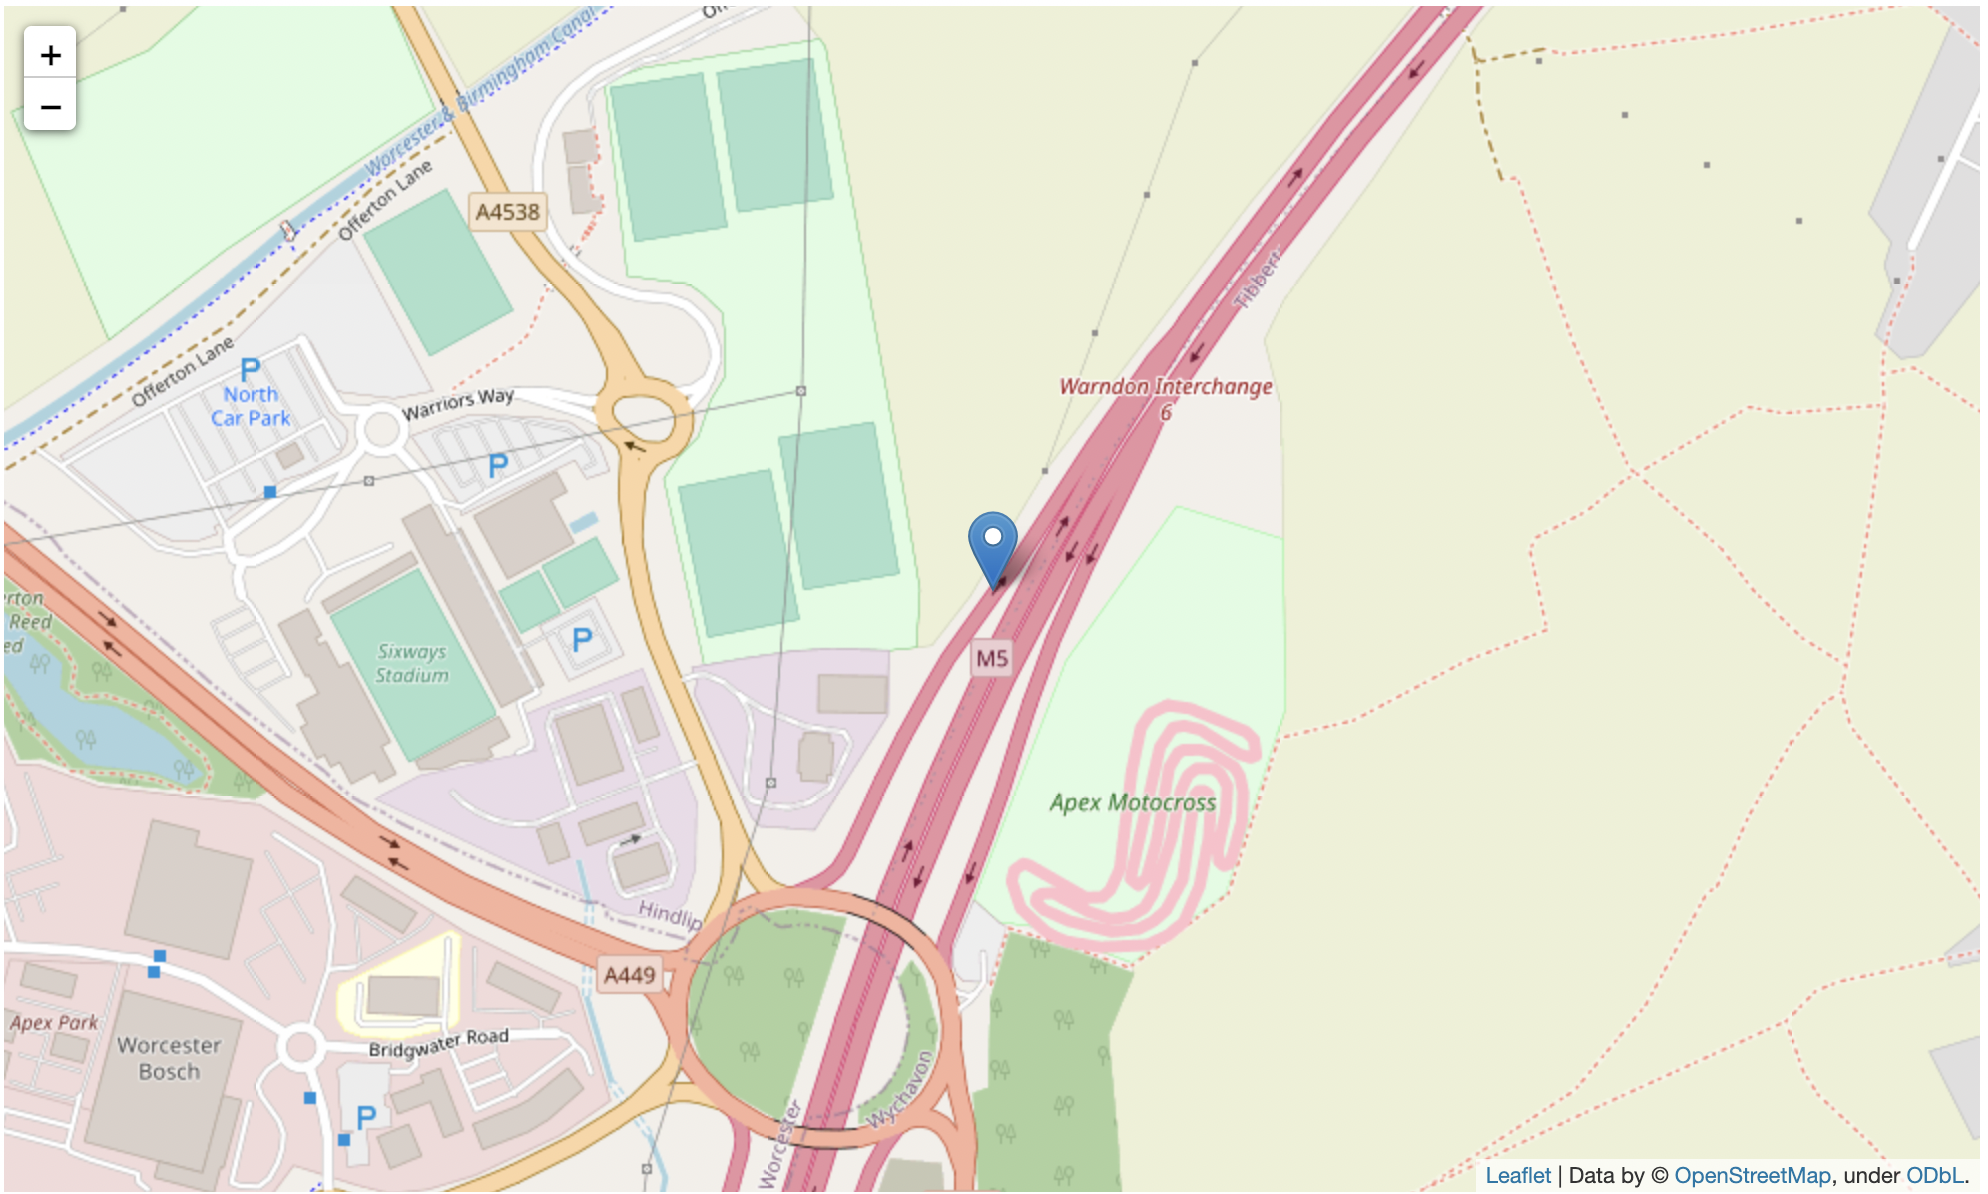 +
−
Worcester & Birmingham Canal
Offerton Lane
A4538
Offerton Lane
P
North
Car Park
Warriors Way
P
Tibbert
Warndon Interchange
6
erton
Reed
ed
Sixways
Stadium
P
M5
Apex Motocross
Hindlip
A449
Apex Park
Worcester
Bosch
Bridgwater Road
P
Worcester
Wychavon
Leaflet | Data by © OpenStreetMap, under ODbL.